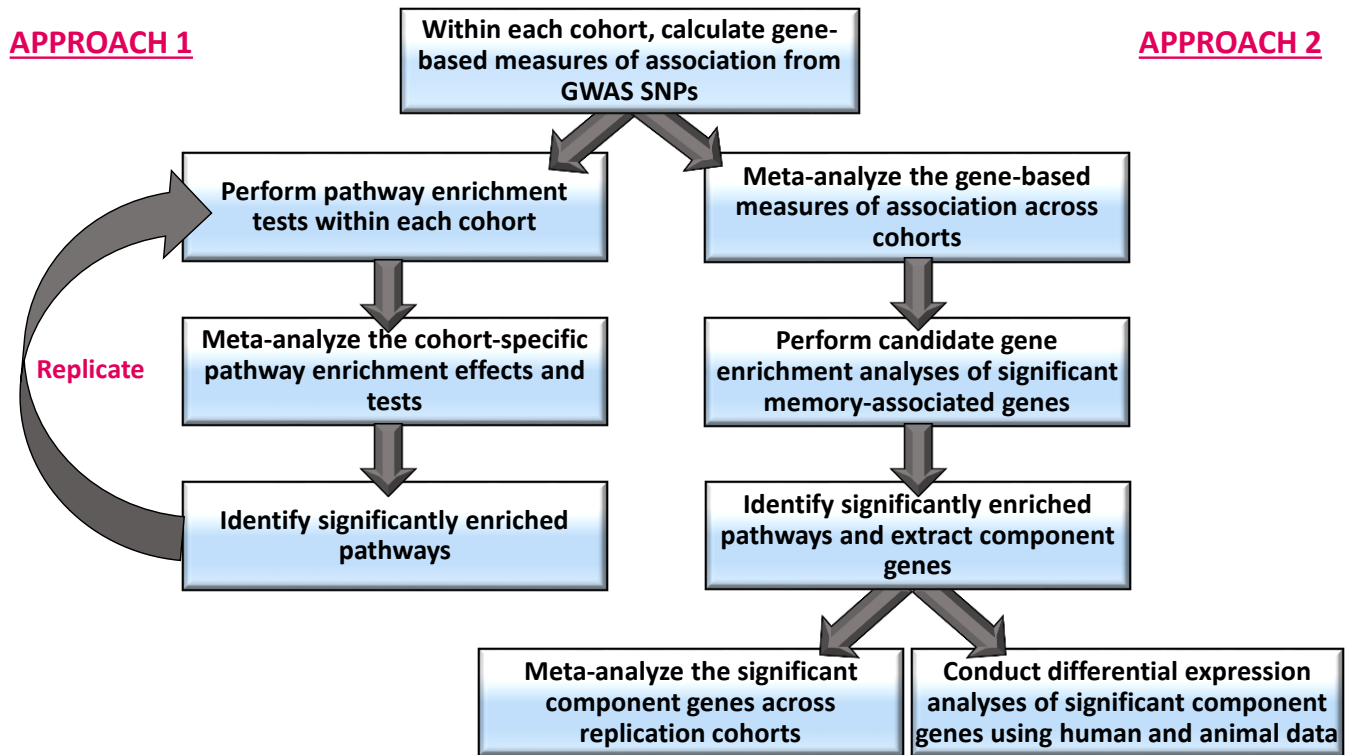 APPROACH 1
Within each cohort, calculate gene-
based measures of association from
GWAS SNPs
APPROACH 2
Perform pathway enrichment
tests within each cohort
Meta-analyze the gene-based
measures of association across
cohorts
Replicate
Meta-analyze the cohort-specific
pathway enrichment effects and
tests
Perform candidate gene
enrichment analyses of significant
memory-associated genes
Identify significantly enriched
pathways
Identify significantly enriched
pathways and extract component
genes
Meta-analyze the significant
component genes across
replication cohorts
Conduct differential expression
analyses of significant component
genes using human and animal data